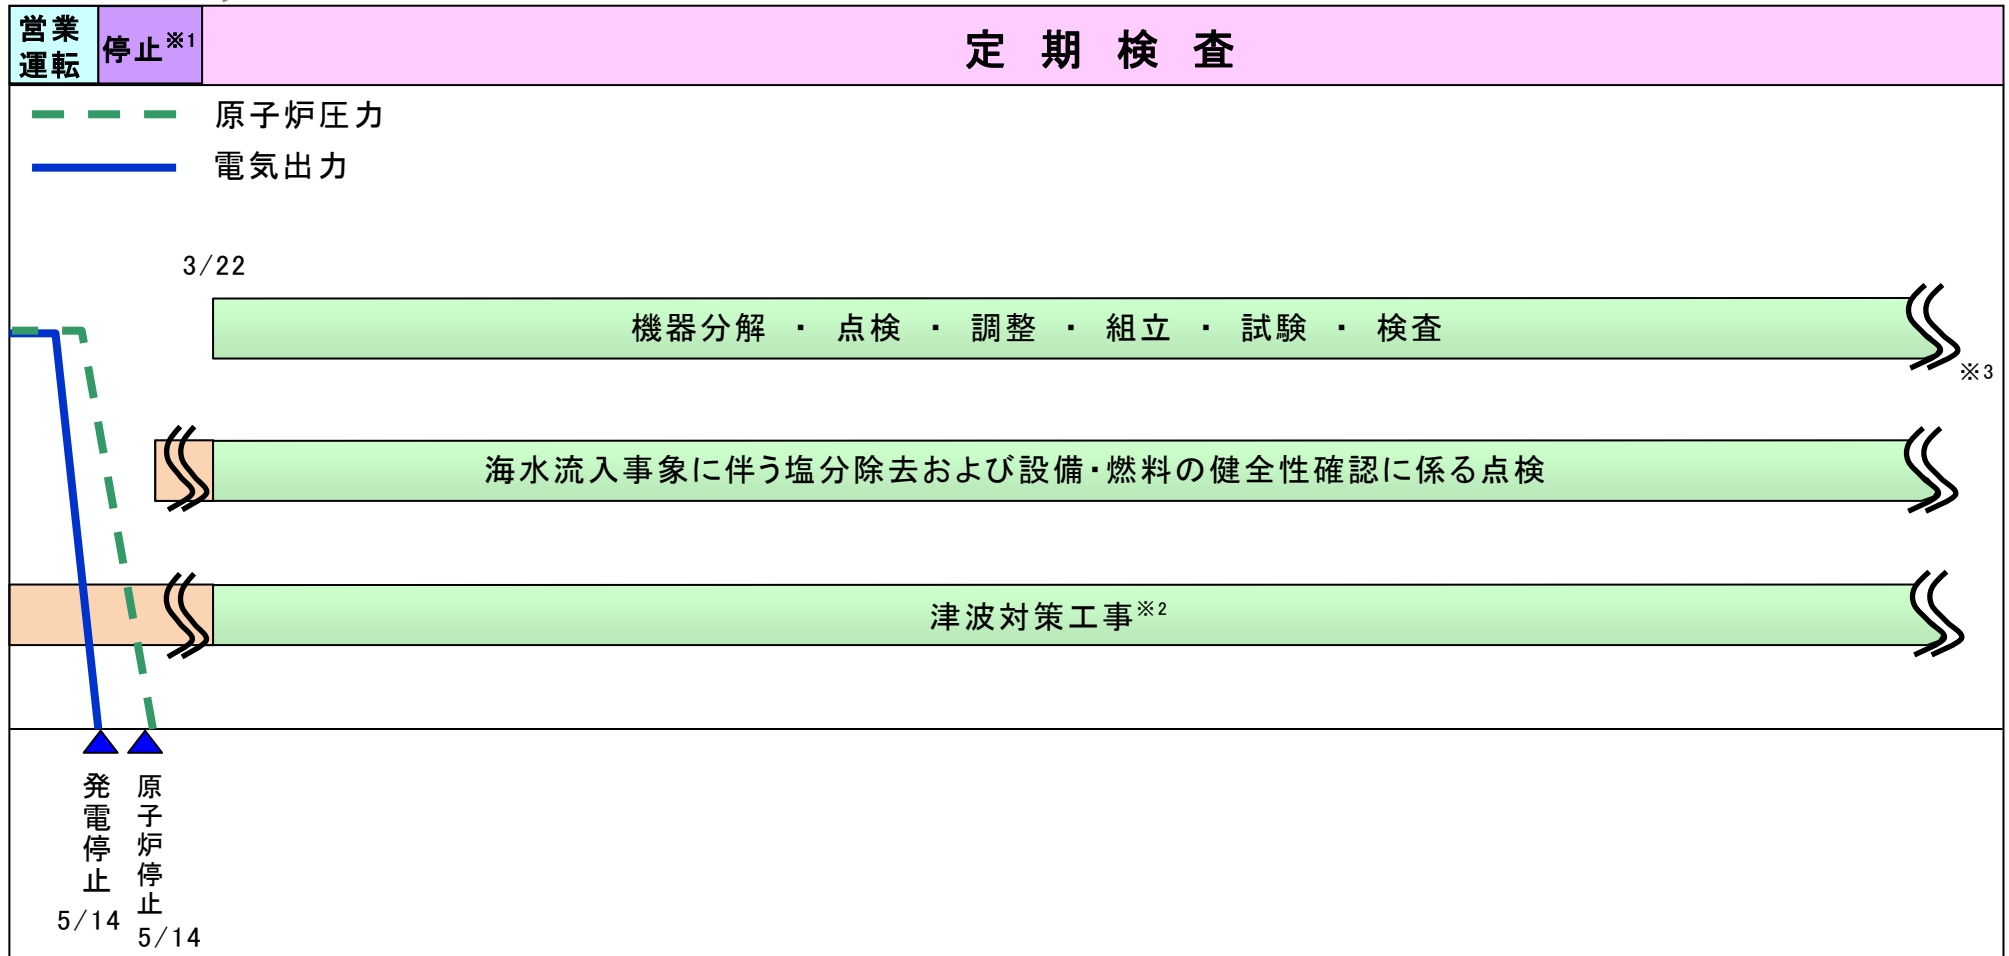 営業
運転
停止※1
定期検査
原子炉圧力
電気出力
3/22
機器分解 ・ 点検 ・ 調整 ・ 組立 ・ 試験 ・ 検査
※3
海水流入事象に伴う塩分除去および設備・燃料の健全性確認に係る点検
津波対策工事※2
発電停止
5/14
原子炉停止
5/14